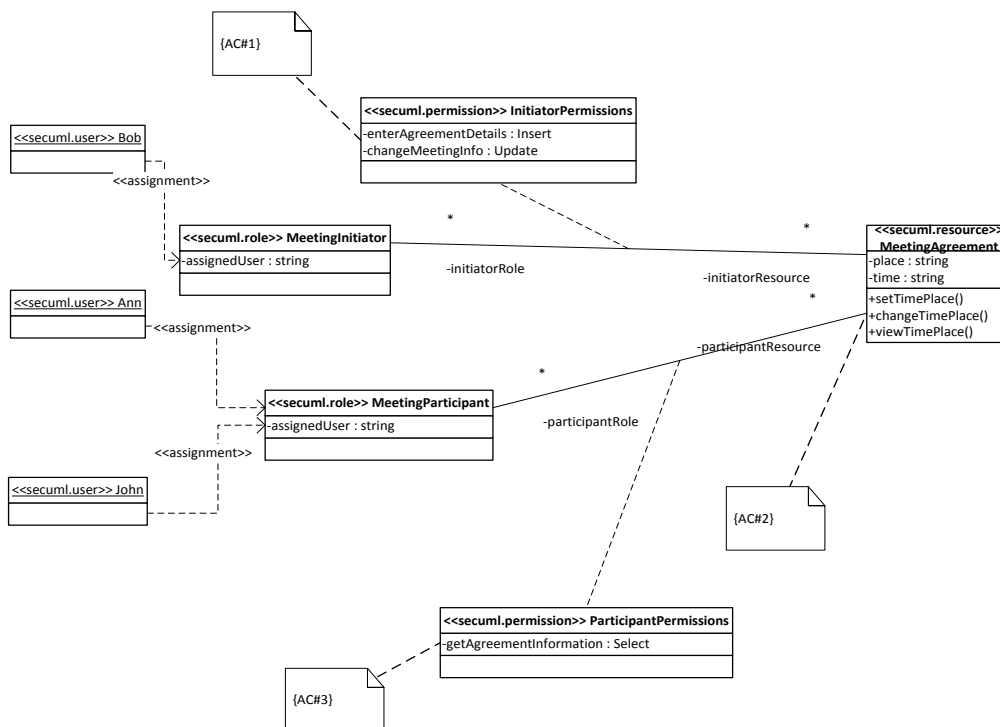 {AC#1}
<<secuml.permission>> InitiatorPermissions
-enterAgreementDetails : Insert
-changeMeetingInfo : Update
<<secuml.user>> Bob
<<assignment>>
<<secuml.role>> MeetingInitiator
-assignedUser : string
*
-initiatorRole
*
-initiatorResource
<<secuml.resource>>
MeetingAgreement
-place : string
-time : string
+setTimePlace()
+changeTimePlace()
+viewTimePlace()
<<secuml.user>> Ann
<<assignment>>
*
-participantResource
<<secuml.role>> MeetingParticipant
-assignedUser : string
*
-participantRole
<<assignment>>
<<secuml.user>> John
{AC#2}
<<secuml.permission>> ParticipantPermissions
-getAgreementInformation : Select
{AC#3}